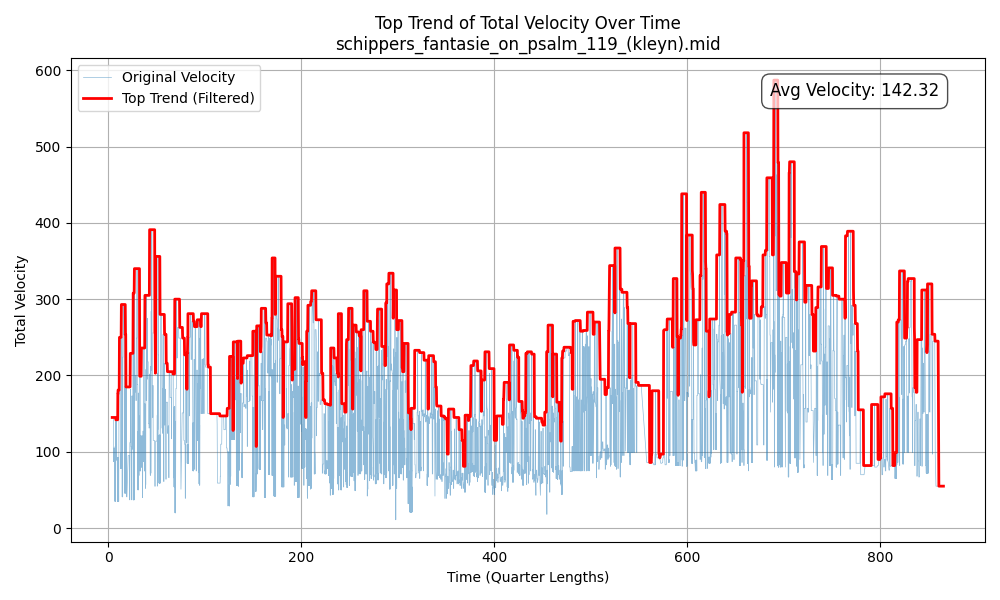 Top Trend of Total Velocity Over Time
schippers_fantasie_on_psalm_119_(kleyn).mid
Original Velocity
Top Trend (Filtered)
Avg Velocity: 142.32
600
500
400
300
200
100
0
Total Velocity
0 200 400 600 800
Time (Quarter Lengths)